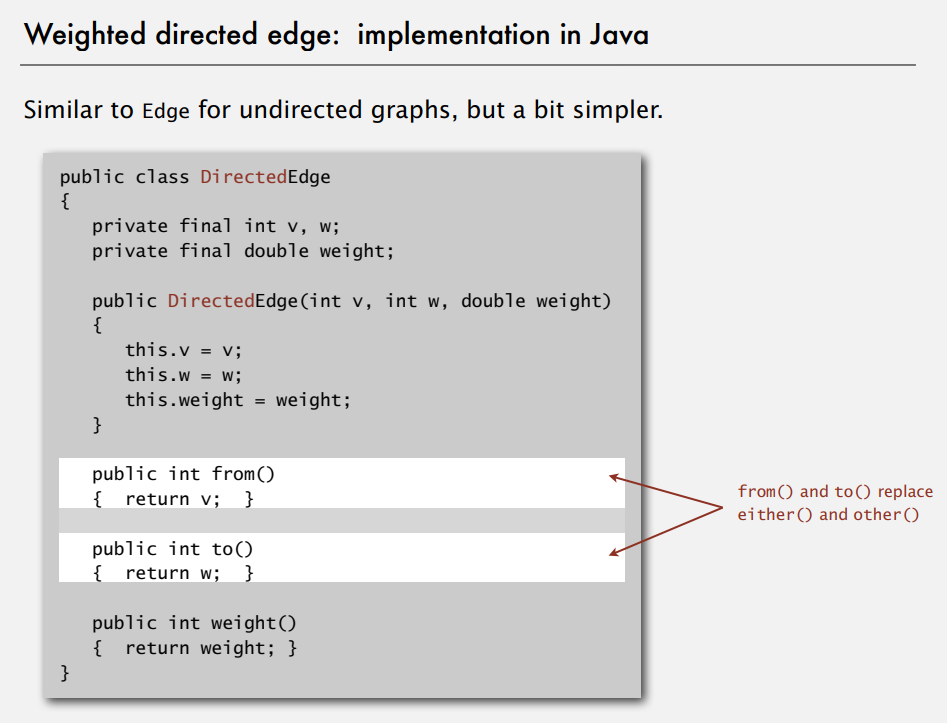 Weighted directed edge: implementation in Java
Similar to Edge for undirected graphs, but a bit simpler.
public class DirectedEdge
{
private final int v, w;
private final double weight;
public DirectedEdge(int v, int w, double weight)
{
this.v = v;
this.w = w;
this.weight = weight;
}
public int from()
{ return v; }
public int to()
{ return w; }
public int weight()
{ return weight; }
}
from() and to() replace
either() and other()